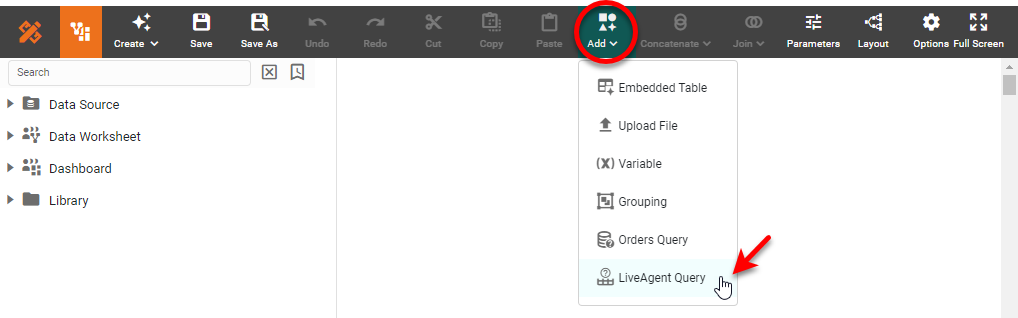 Create
Save
Save As
Undo
Redo
Cut
Copy
Paste
Add
Concatenate
Join
Parameters
Layout
Options
Full Screen
Search
Data Source
Data Worksheet
Dashboard
Library
Embedded Table
Upload File
(X) Variable
Grouping
Orders Query
LiveAgent Query